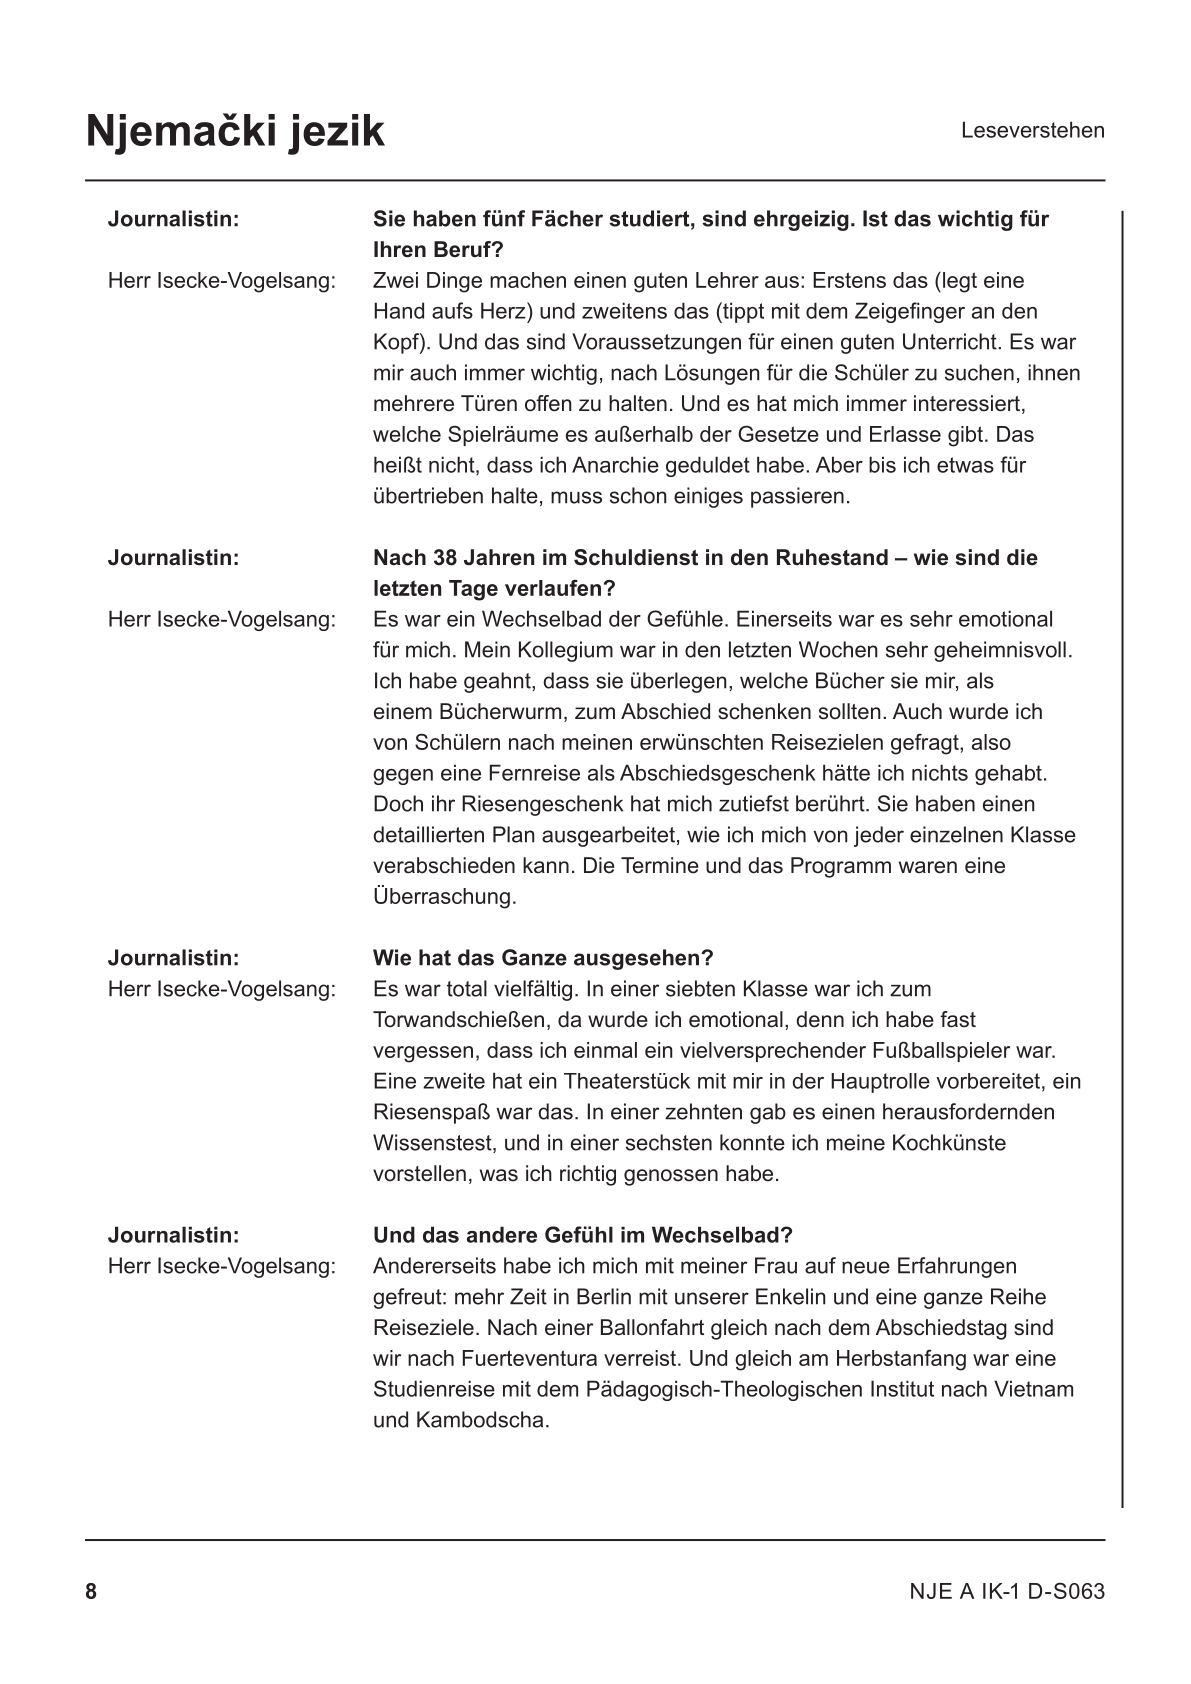 Njemački jezik
Leseverstehen
Journalistin: Sie haben fünf Fächer studiert, sind ehrgeizig. Ist das wichtig für
Ihren Beruf?
Herr Isecke-Vogelsang: Zwei Dinge machen einen guten Lehrer aus: Erstens das (legt eine
Hand aufs Herz) und zweitens das (tippt mit dem Zeigefinger an den
Kopf). Und das sind Voraussetzungen für einen guten Unterricht. Es war
mir auch immer wichtig, nach Lösungen für die Schüler zu suchen, ihnen
mehrere Türen offen zu halten. Und es hat mich immer interessiert,
welche Spielräume es außerhalb der Gesetze und Erlasse gibt. Das
heißt nicht, dass ich Anarchie geduldet habe. Aber bis ich etwas für
übertrieben halte, muss schon einiges passieren.
Journalistin: Nach 38 Jahren im Schuldienst in den Ruhestand – wie sind die
letzten Tage verlaufen?
Herr Isecke-Vogelsang: Es war ein Wechselbad der Gefühle. Einerseits war es sehr emotional
für mich. Mein Kollegium war in den letzten Wochen sehr geheimnisvoll.
Ich habe geahnt, dass sie überlegen, welche Bücher sie mir, als
einem Bücherwurm, zum Abschied schenken sollten. Auch wurde ich
von Schülern nach meinen erwünschten Reisezielen gefragt, also
gegen eine Fernreise als Abschiedsgeschenk hätte ich nichts gehabt.
Doch ihr Riesengeschenk hat mich zutiefst berührt. Sie haben einen
detaillierten Plan ausgearbeitet, wie ich mich von jeder einzelnen Klasse
verabschieden kann. Die Termine und das Programm waren eine
Überraschung.
Journalistin: Wie hat das Ganze ausgesehen?
Herr Isecke-Vogelsang: Es war total vielfältig. In einer siebten Klasse war ich zum
Torwandschießen, da wurde ich emotional, denn ich habe fast
vergessen, dass ich einmal ein vielversprechender Fußballspieler war.
Eine zweite hat ein Theaterstück mit mir in der Hauptrolle vorbereitet, ein
Riesenspaß war das. In einer zehnten gab es einen herausfordernden
Wissenstest, und in einer sechsten konnte ich meine Kochkünste
vorstellen, was ich richtig genossen habe.
Journalistin: Und das andere Gefühl im Wechselbad?
Herr Isecke-Vogelsang: Andererseits habe ich mich mit meiner Frau auf neue Erfahrungen
gefreut: mehr Zeit in Berlin mit unserer Enkelin und eine ganze Reihe
Reiseziele. Nach einer Ballonfahrt gleich nach dem Abschiedstag sind
wir nach Fuerteventura verreist. Und gleich am Herbstanfang war eine
Studienreise mit dem Pädagogisch-Theologischen Institut nach Vietnam
und Kambodscha.
8
NJE A IK-1 D-S063